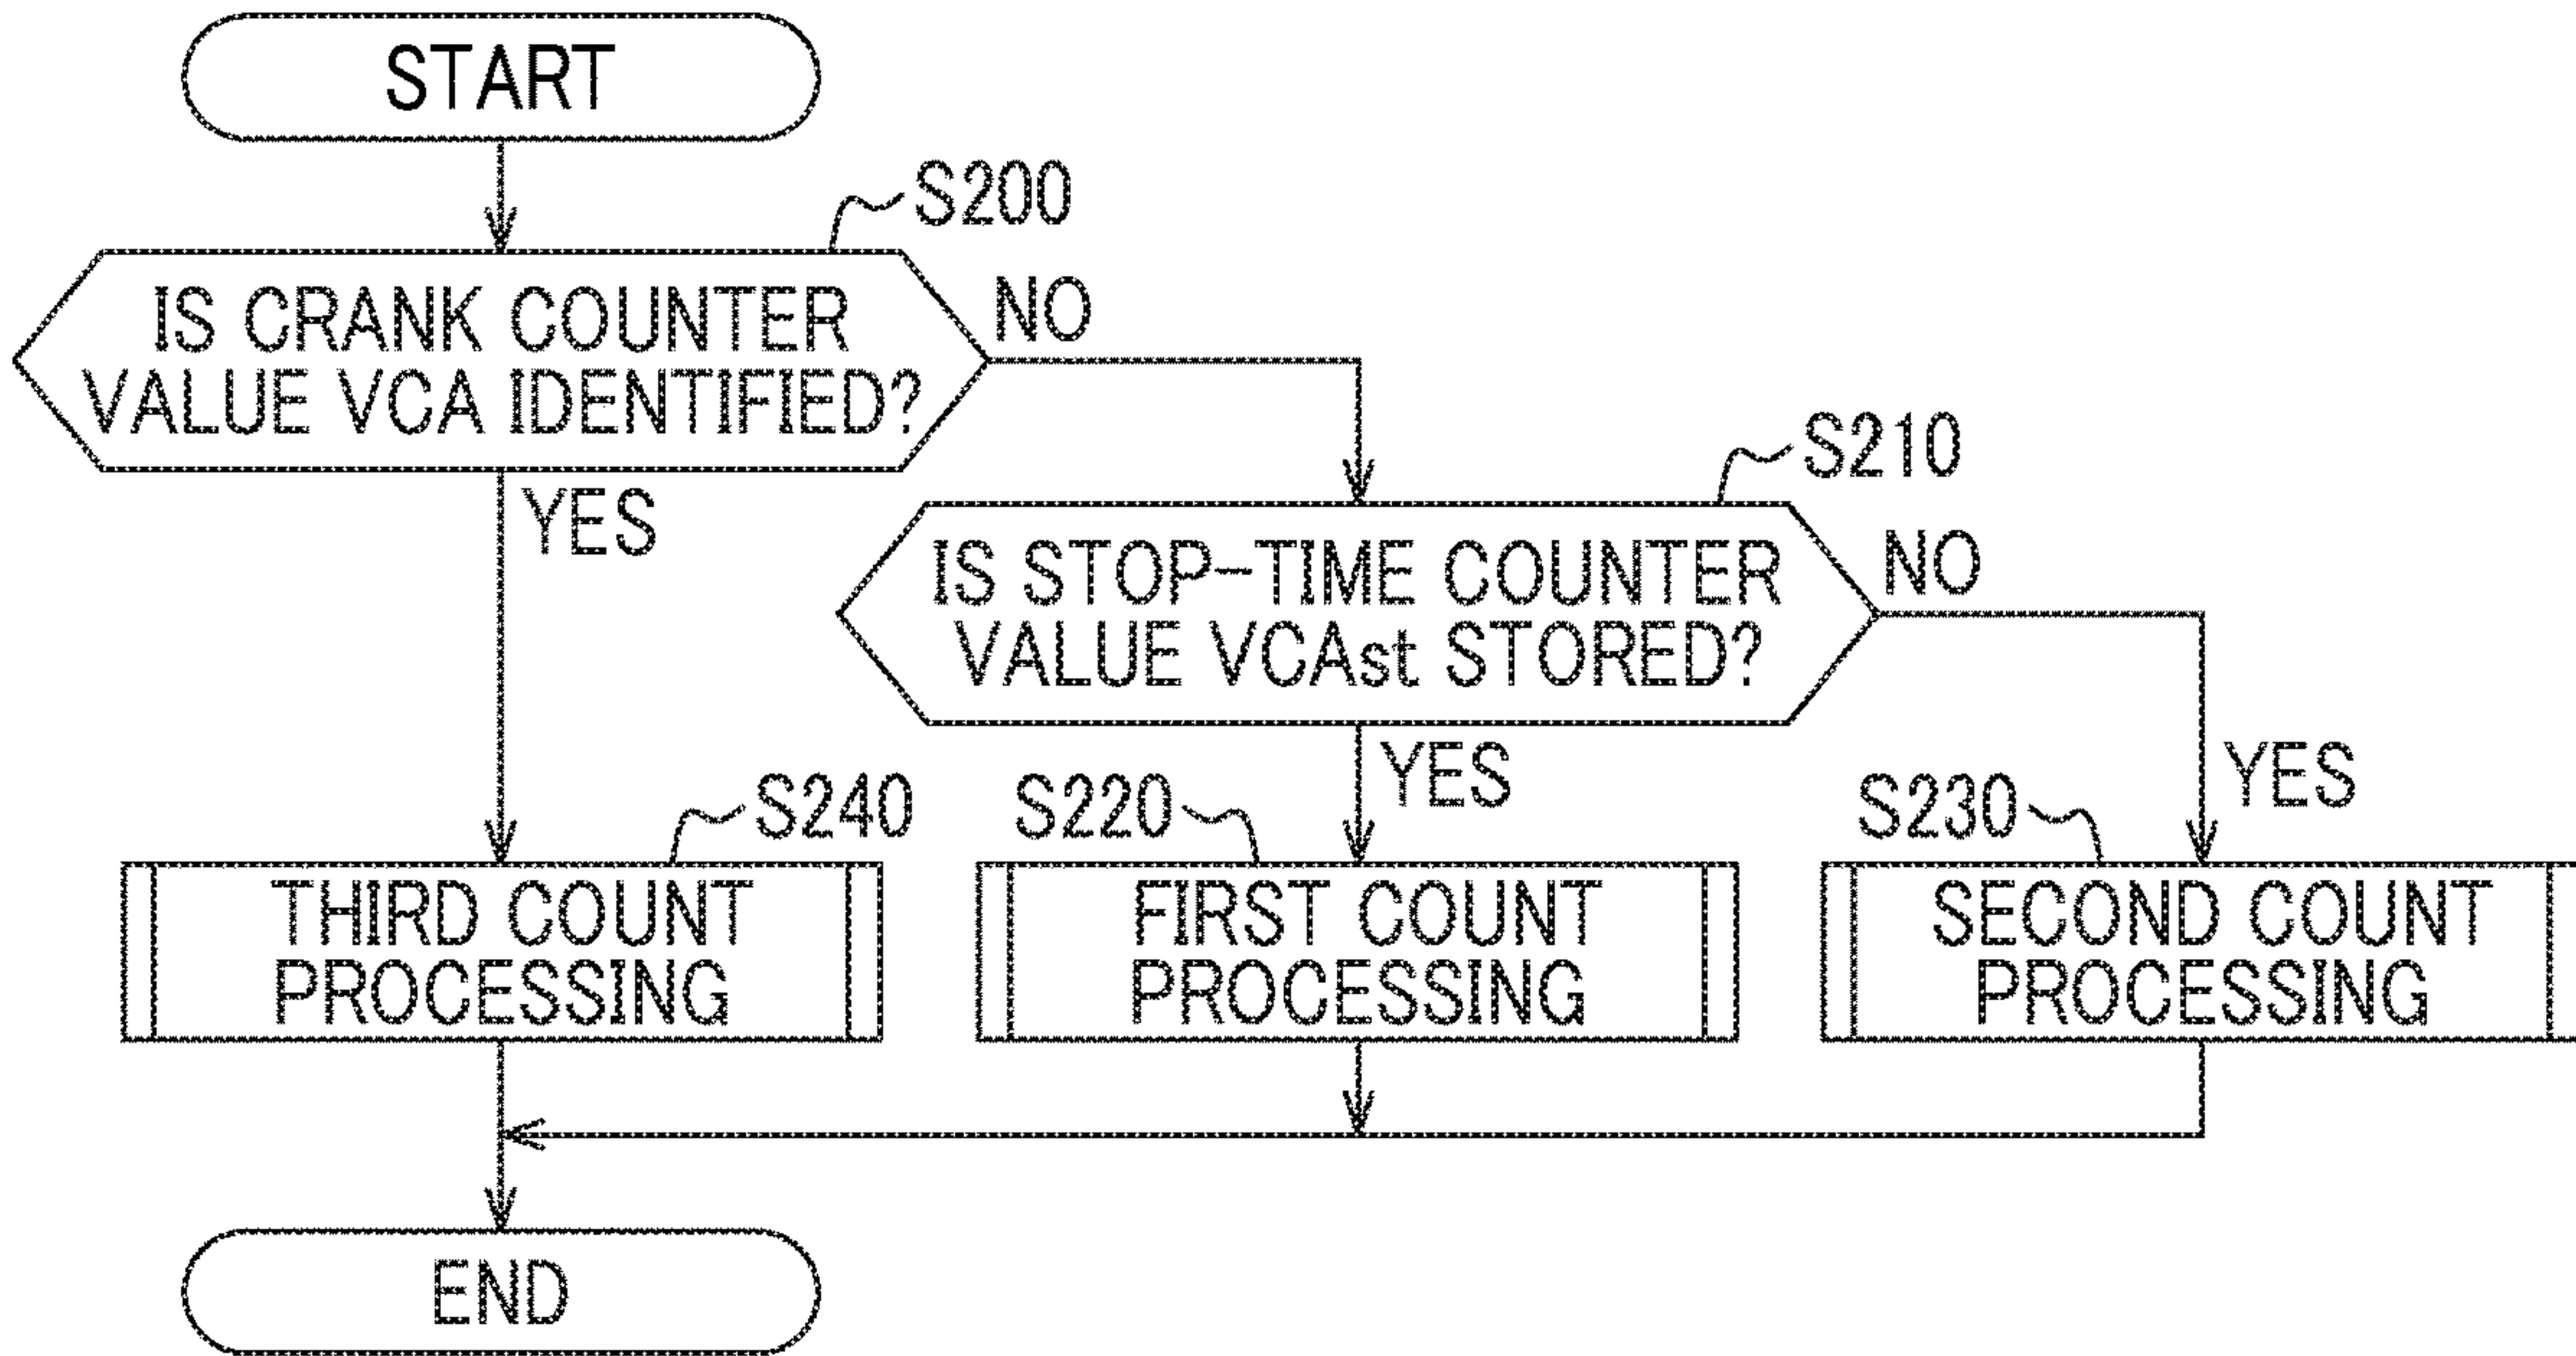 START
S200
IS CRANK COUNTER
VALUE VCA IDENTIFIED?
NO
YES
S210
IS STOP-TIME COUNTER
VALUE VCAst STORED?
NO
YES
YES
S240
THIRD COUNT
PROCESSING
S220
FIRST COUNT
PROCESSING
S230
SECOND COUNT
PROCESSING
END